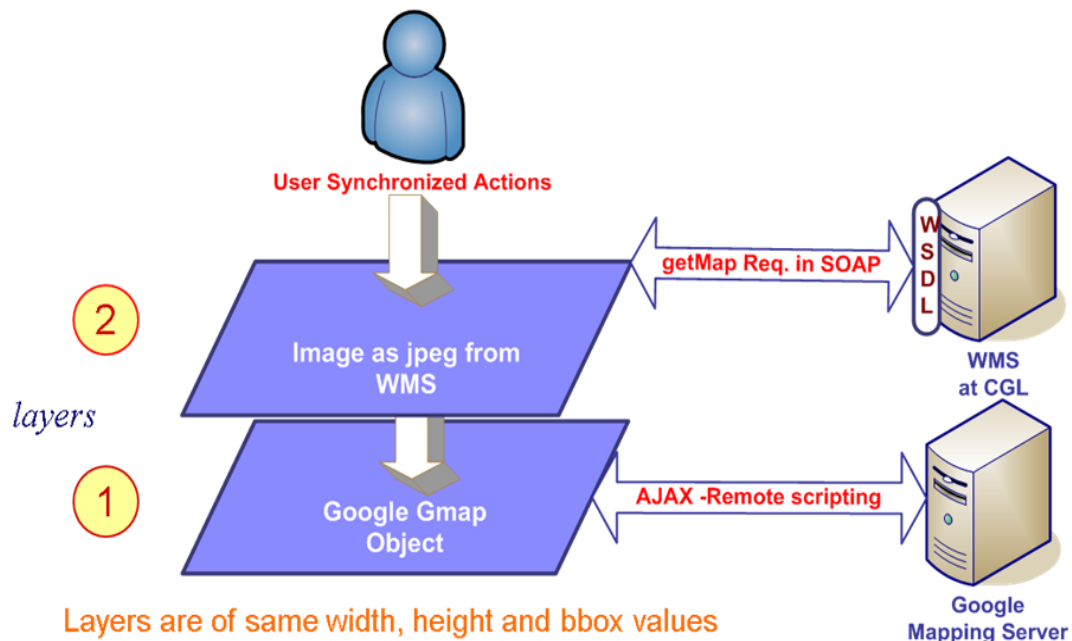 User Synchronized Actions
getMap Req. in SOAP
W
S
D
L
2
Image as jpeg from
WMS
WMS
at CGL
layers
1
Google Gmap
Object
AJAX -Remote scripting
Google
Mapping Server
Layers are of same width, height and bbox values